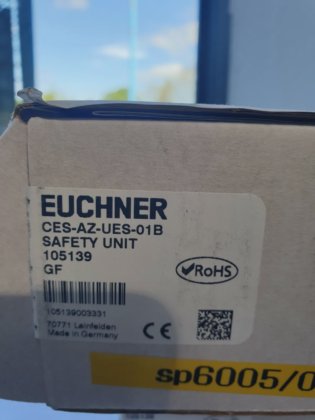 EUCHNER
CES-AZ-UES-01B
SAFETY UNIT
105139
GF
RoHS
105139003331
70771 Leinfelden
Made in Germany
CE
sp6005/0